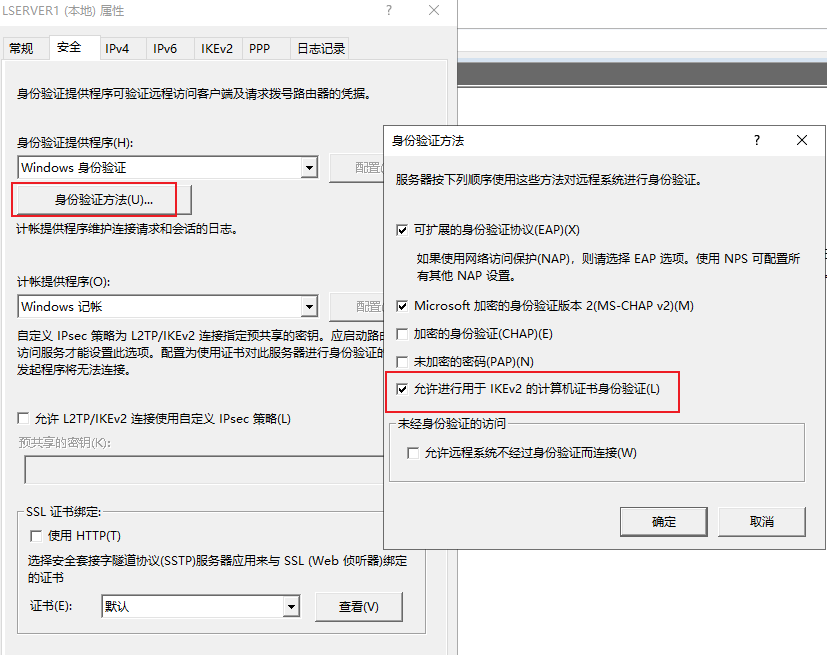 LSERVER1 (本地) 属性
常规 安全 IPv4 IPv6 IKEv2 PPP 日志记录
身份验证提供程序可验证远程访问客户端及请求拨号路由器的凭据。
身份验证提供程序(H):
Windows 身份验证
配置(
身份验证方法(U)...
计帐提供程序维护连接请求和会话的日志。
计帐提供程序(O):
Windows 记帐
配置(
自定义 IPsec 策略为 L2TP/IKEv2 连接指定预共享的密钥。应启动路由
访问服务才能设置此选项。配置为使用证书对此服务器进行身份验证的
发起程序将无法连接。
允许 L2TP/IKEv2 连接使用自定义 IPsec 策略(L)
预共享的密钥(K):
SSL 证书绑定:
使用 HTTP(T)
选择安全套接字隧道协议(SSTP)服务器应用来与 SSL (Web 侦听器)绑定
的证书
证书(E):
默认
查看(V)
身份验证方法
服务器按下列顺序使用这些方法对远程系统进行身份验证。
可扩展的身份验证协议(EAP)(X)
如果使用网络访问保护(NAP)，则请选择 EAP 选项。使用 NPS 可配置所
有其他 NAP 设置。
Microsoft 加密的身份验证版本 2(MS-CHAP v2)(M)
加密的身份验证(CHAP)(E)
未加密的密码(PAP)(N)
允许进行用于 IKEv2 的计算机证书身份验证(L)
未经身份验证的访问
允许远程系统不经过身份验证而连接(W)
确定
取消